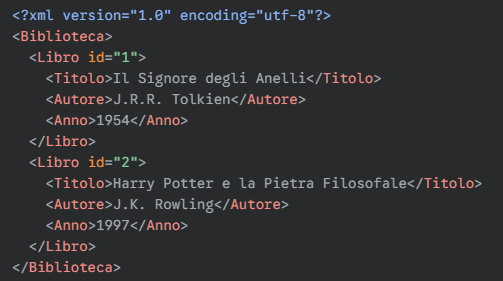 <?xml version="1.0" encoding="utf-8"?>
<Biblioteca>
  <Libro id="1">
    <Titolo>Il Signore degli Anelli</Titolo>
    <Autore>J.R.R. Tolkien</Autore>
    <Anno>1954</Anno>
  </Libro>
  <Libro id="2">
    <Titolo>Harry Potter e la Pietra Filosofale</Titolo>
    <Autore>J.K. Rowling</Autore>
    <Anno>1997</Anno>
  </Libro>
</Biblioteca>